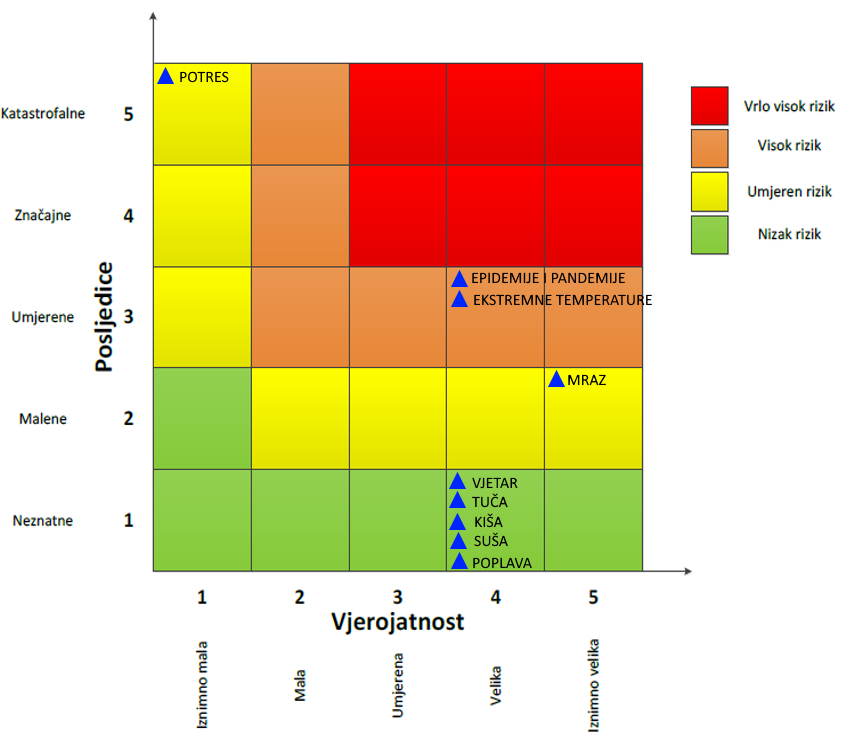 POTRES
Katastrofalne 5
Značajne 4
EPIDEMIJE I PANDEMIJE
EKSTREMNE TEMPERATURE
Umjerene 3
Posljedice
MRAZ
Malene 2
VJETAR
TUČA
KIŠA
SUŠA
POPLAVA
Neznatne 1
1 2 3 4 5
Vjerojatnost
Iznimno mala
Mala
Umjerena
Velika
Iznimno velika
Vrlo visok rizik
Visok rizik
Umjeren rizik
Nizak rizik